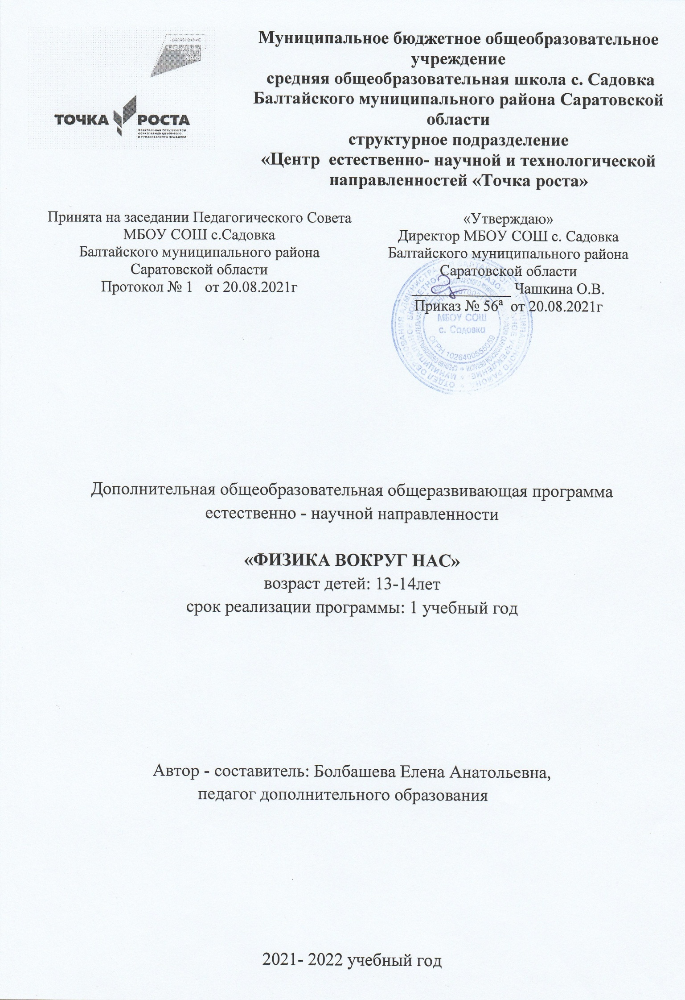 ОБРАЗОВАНИЕ
НАЦИОНАЛЬНЫЕ
ПРОЕКТЫ
РОССИИ
ТОЧКА РОСТА
ФЕДЕРАЛЬНАЯ СЕТЬ ЦЕНТРОВ
ОБРАЗОВАНИЯ ЦИФРОВОГО
И ГУМАНИТАРНОГО ПРОФИЛЕЙ
Муниципальное бюджетное общеобразовательное
учреждение
средняя общеобразовательная школа с. Садовка
Балтайского муниципального района Саратовской
области
структурное подразделение
«Центр  естественно- научной и технологической
направленностей «Точка роста»
Принята на заседании Педагогического Совета
МБОУ СОШ с.Садовка
Балтайского муниципального района
Саратовской области
Протокол № 1   от 20.08.2021г
«Утверждаю»
Директор МБОУ СОШ с. Садовка
Балтайского муниципального района
Саратовской области
_____________ Чашкина О.В.
Приказ № 56ª  от 20.08.2021г
МБОУ СОШ
с. Садовка
ОГРН 1026400555059
Дополнительная общеобразовательная общеразвивающая программа
естественно - научной направленности
«ФИЗИКА ВОКРУГ НАС»
возраст детей: 13-14лет
срок реализации программы: 1 учебный год
Автор - составитель: Болбашева Елена Анатольевна,
педагог дополнительного образования
2021- 2022 учебный год